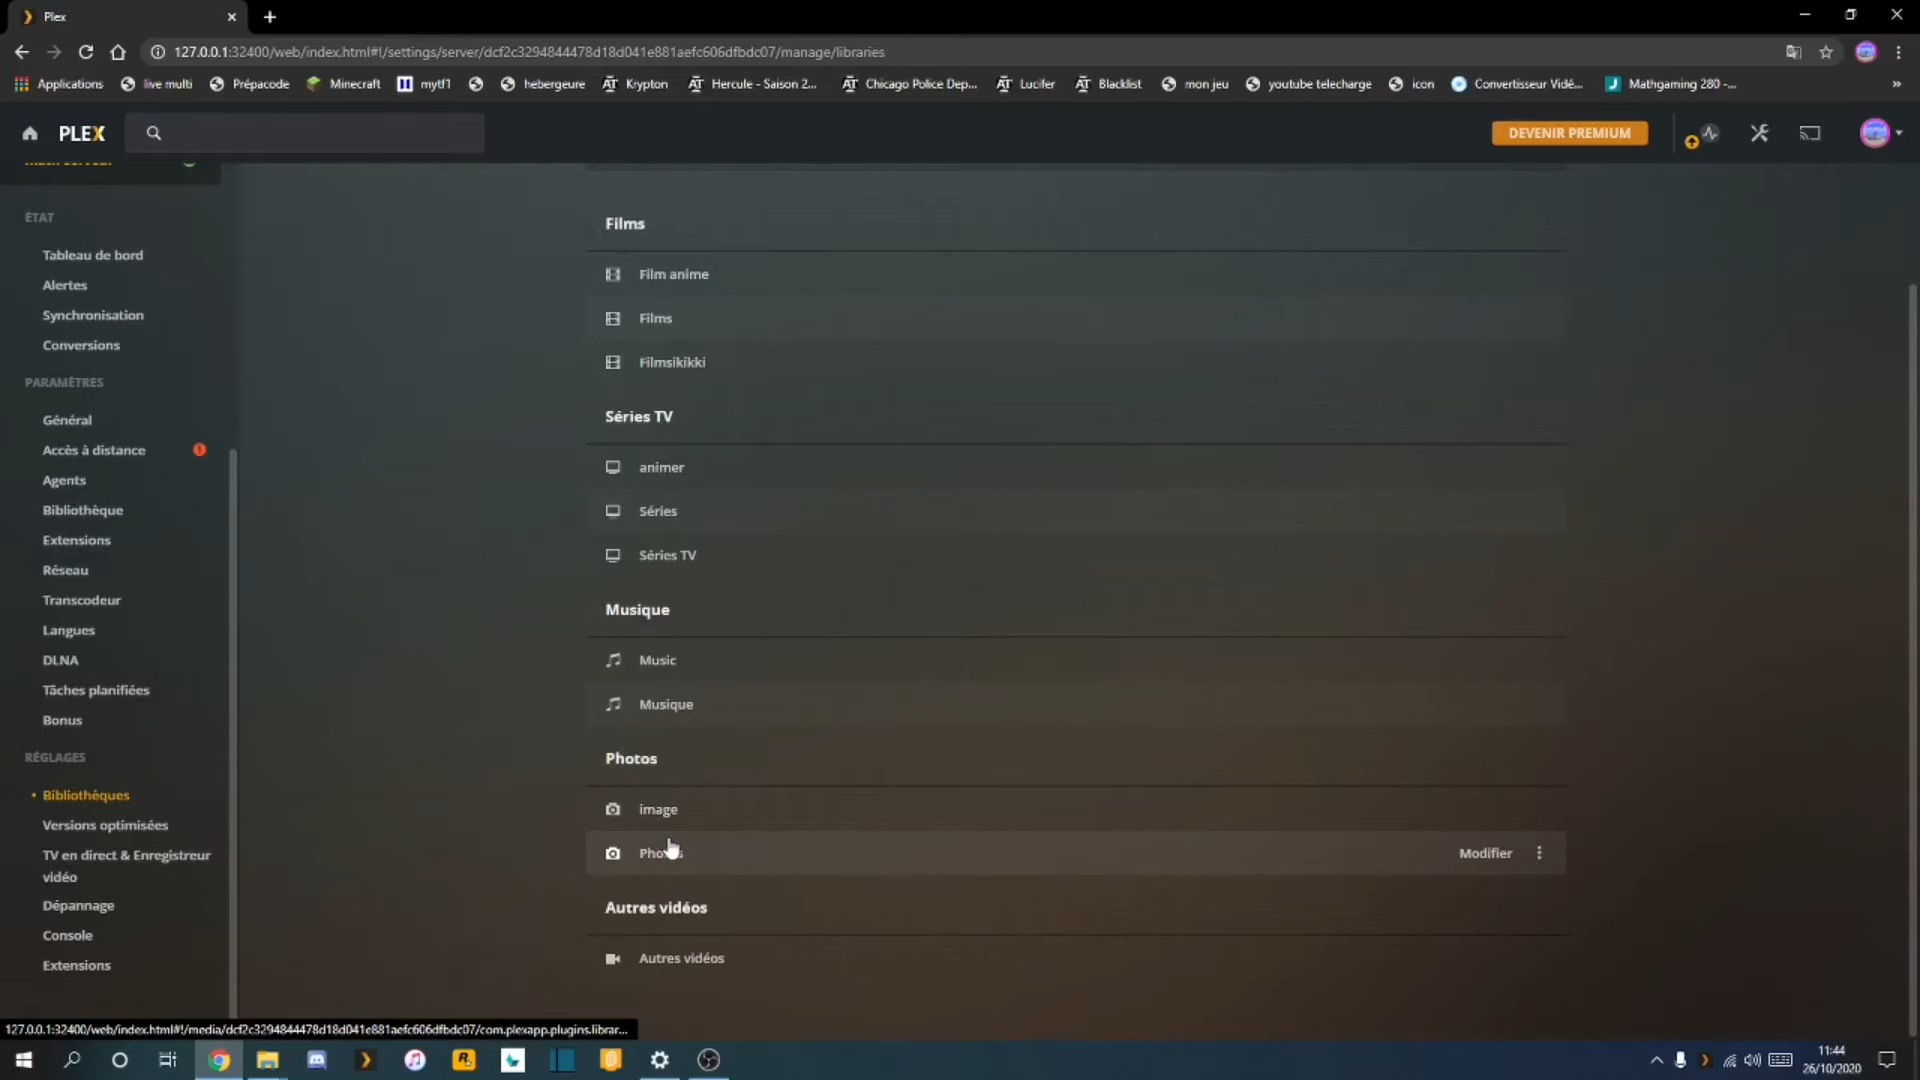 Plex
127.0.0.1:32400/web/index.html#!/settings/server/dcf2c3294844478d18d041e881aefc606dfbdc07/manage/libraries
Applications live multi Prépacode Minecraft mytf1 hebergeure Krypton Hercule - Saison 2... Chicago Police Dep... Lucifer Blacklist mon jeu youtube telecharge icon Convertisseur Vidé... Mathgaming 280 -... »
PLEX DEVENIR PREMIUM
ÉTAT
Tableau de bord
Alertes
Synchronisation
Conversions
PARAMÈTRES
Général
Accès à distance
Agents
Bibliothèque
Extensions
Réseau
Transcodeur
Langues
DLNA
Tâches planifiées
Bonus
RÉGLAGES
Bibliothèques
Versions optimisées
TV en direct & Enregistreur
vidéo
Dépannage
Console
Extensions
Films
Film anime
Films
Filmsikikki
Séries TV
animer
Séries
Séries TV
Musique
Music
Musique
Photos
image
Photos Modifier
Autres vidéos
Autres vidéos
127.0.0.1:32400/web/index.html#!/media/dcf2c3294844478d18d041e881aefc606dfbdc07/com.plexapp.plugins.librar...
11:44
26/10/2020